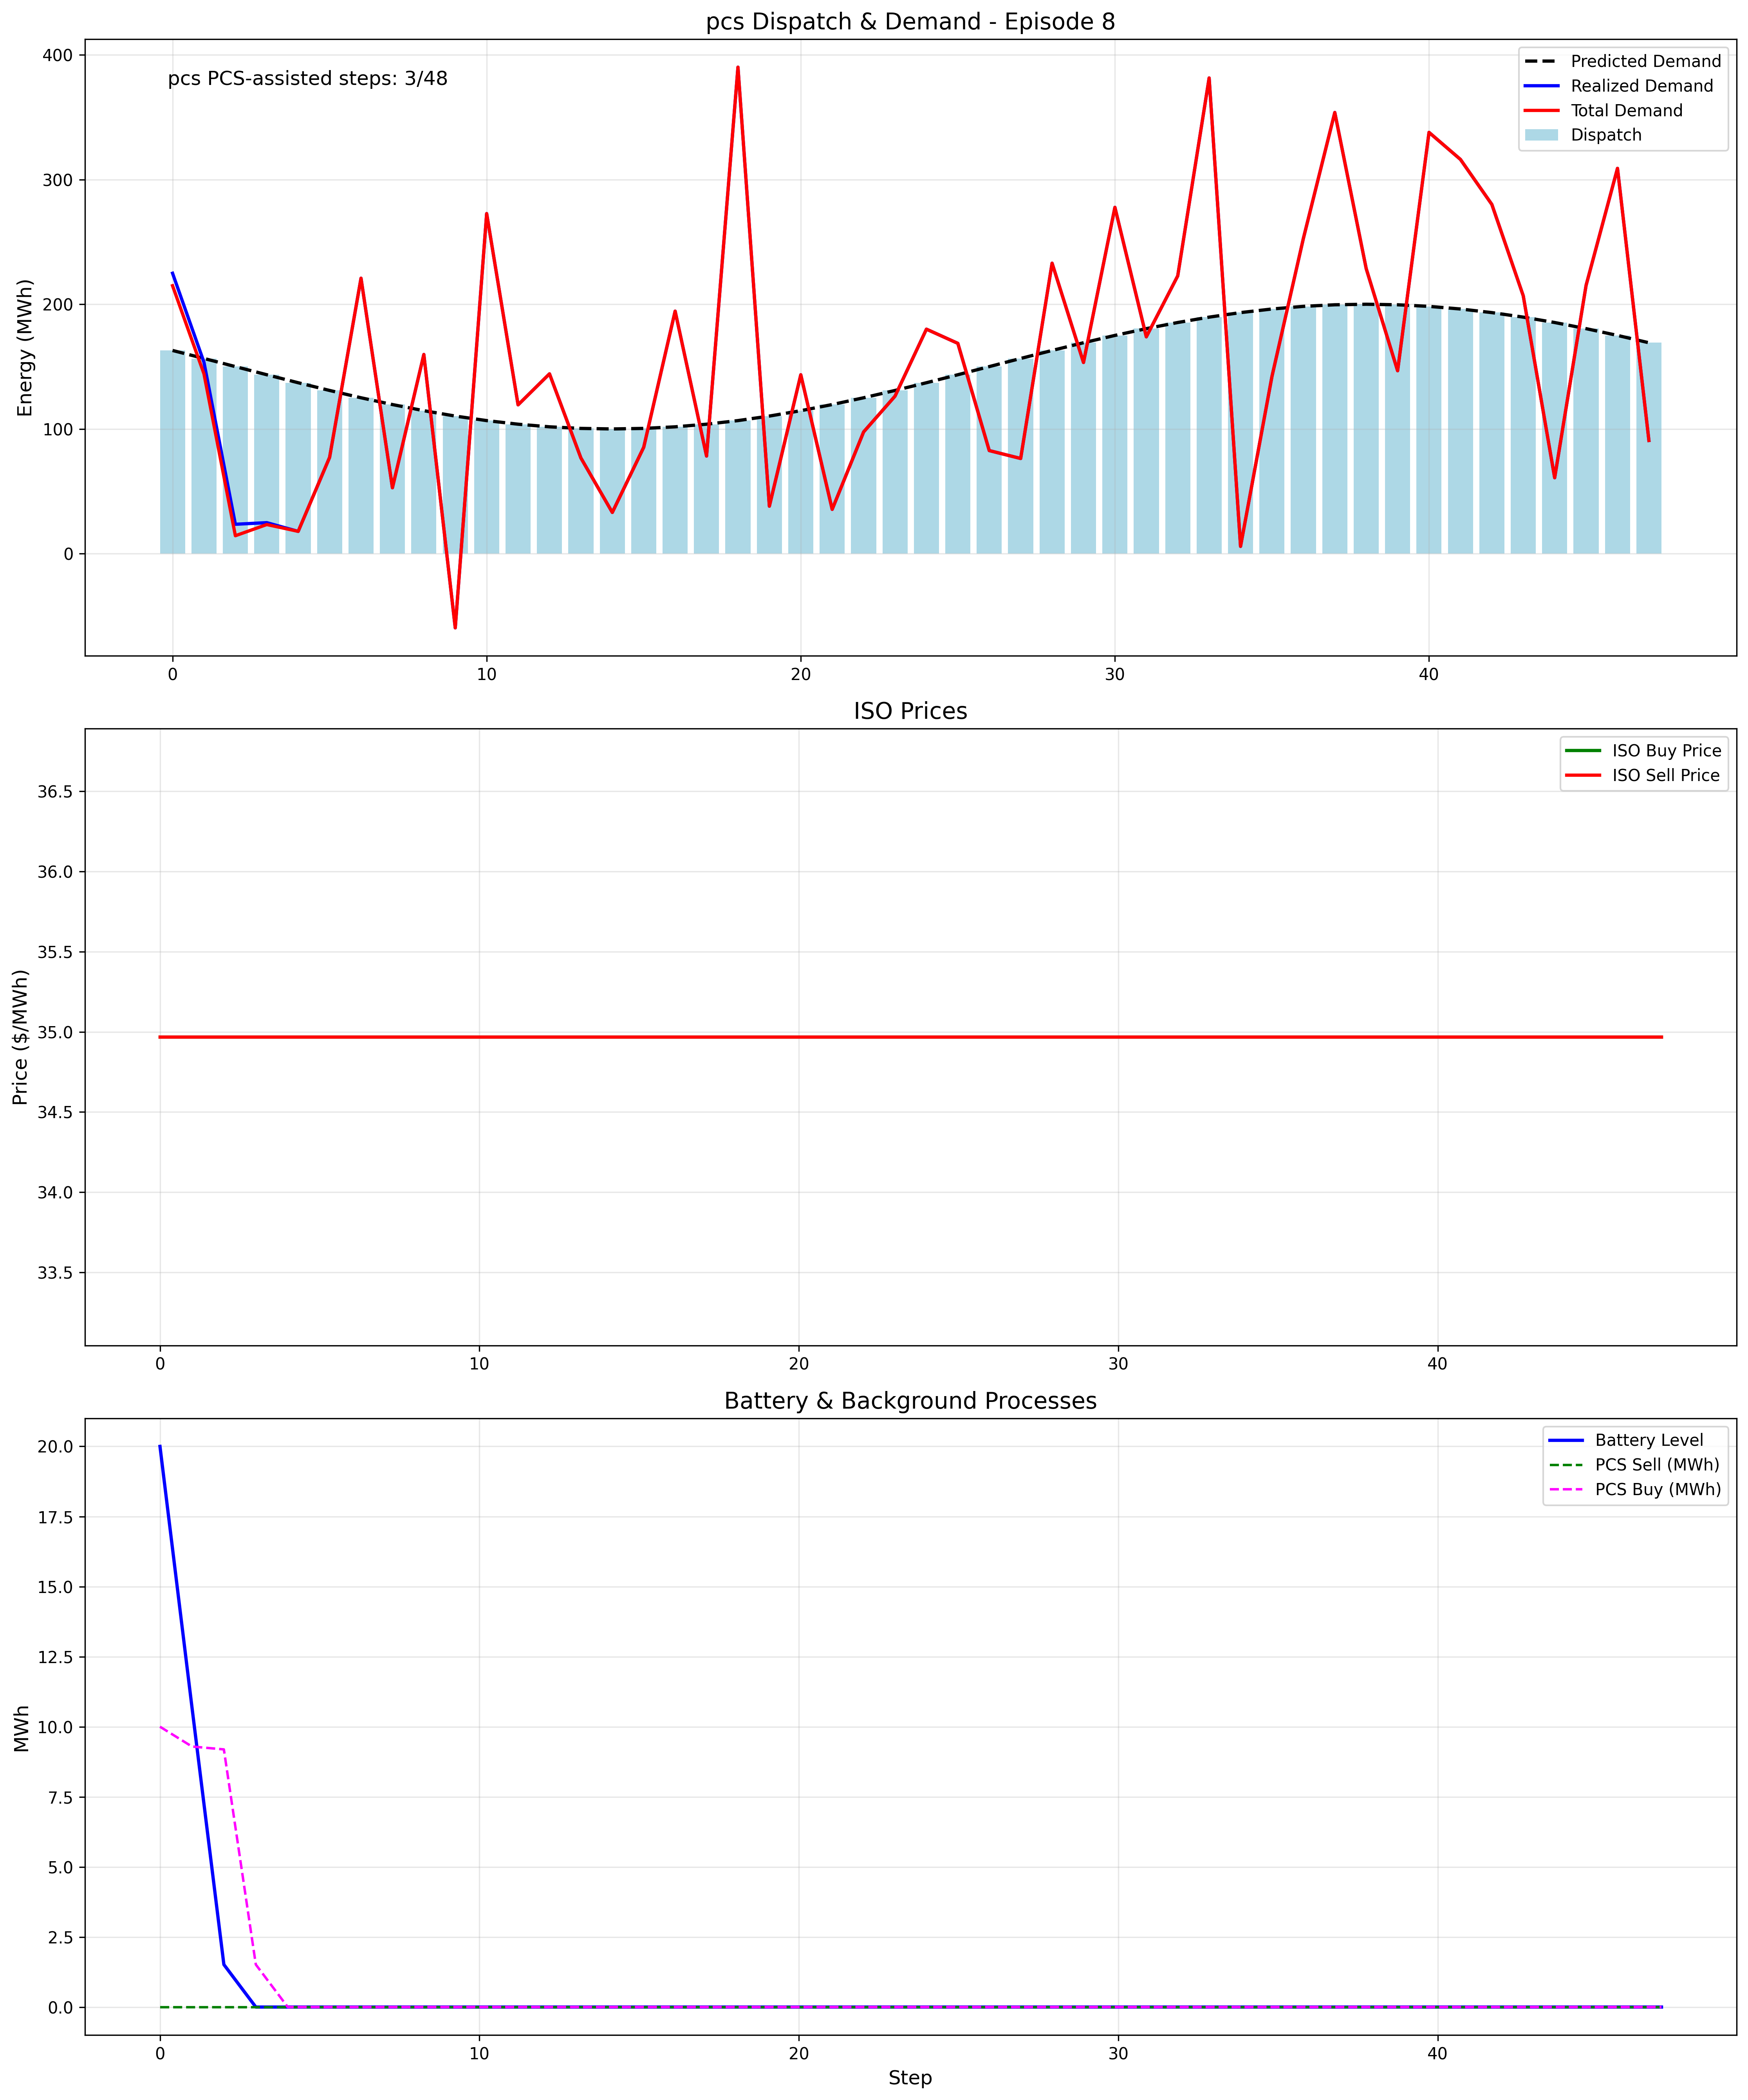 pcs Dispatch & Demand - Episode 8
pcs PCS-assisted steps: 3/48
Predicted Demand
Realized Demand
Total Demand
Dispatch
Energy (MWh)
400
300
200
100
0
0 10 20 30 40
ISO Prices
ISO Buy Price
ISO Sell Price
Price ($/MWh)
36.5
36.0
35.5
35.0
34.5
34.0
33.5
0 10 20 30 40
Battery & Background Processes
Battery Level
PCS Sell (MWh)
PCS Buy (MWh)
MWh
20.0
17.5
15.0
12.5
10.0
7.5
5.0
2.5
0.0
0 10 20 30 40
Step